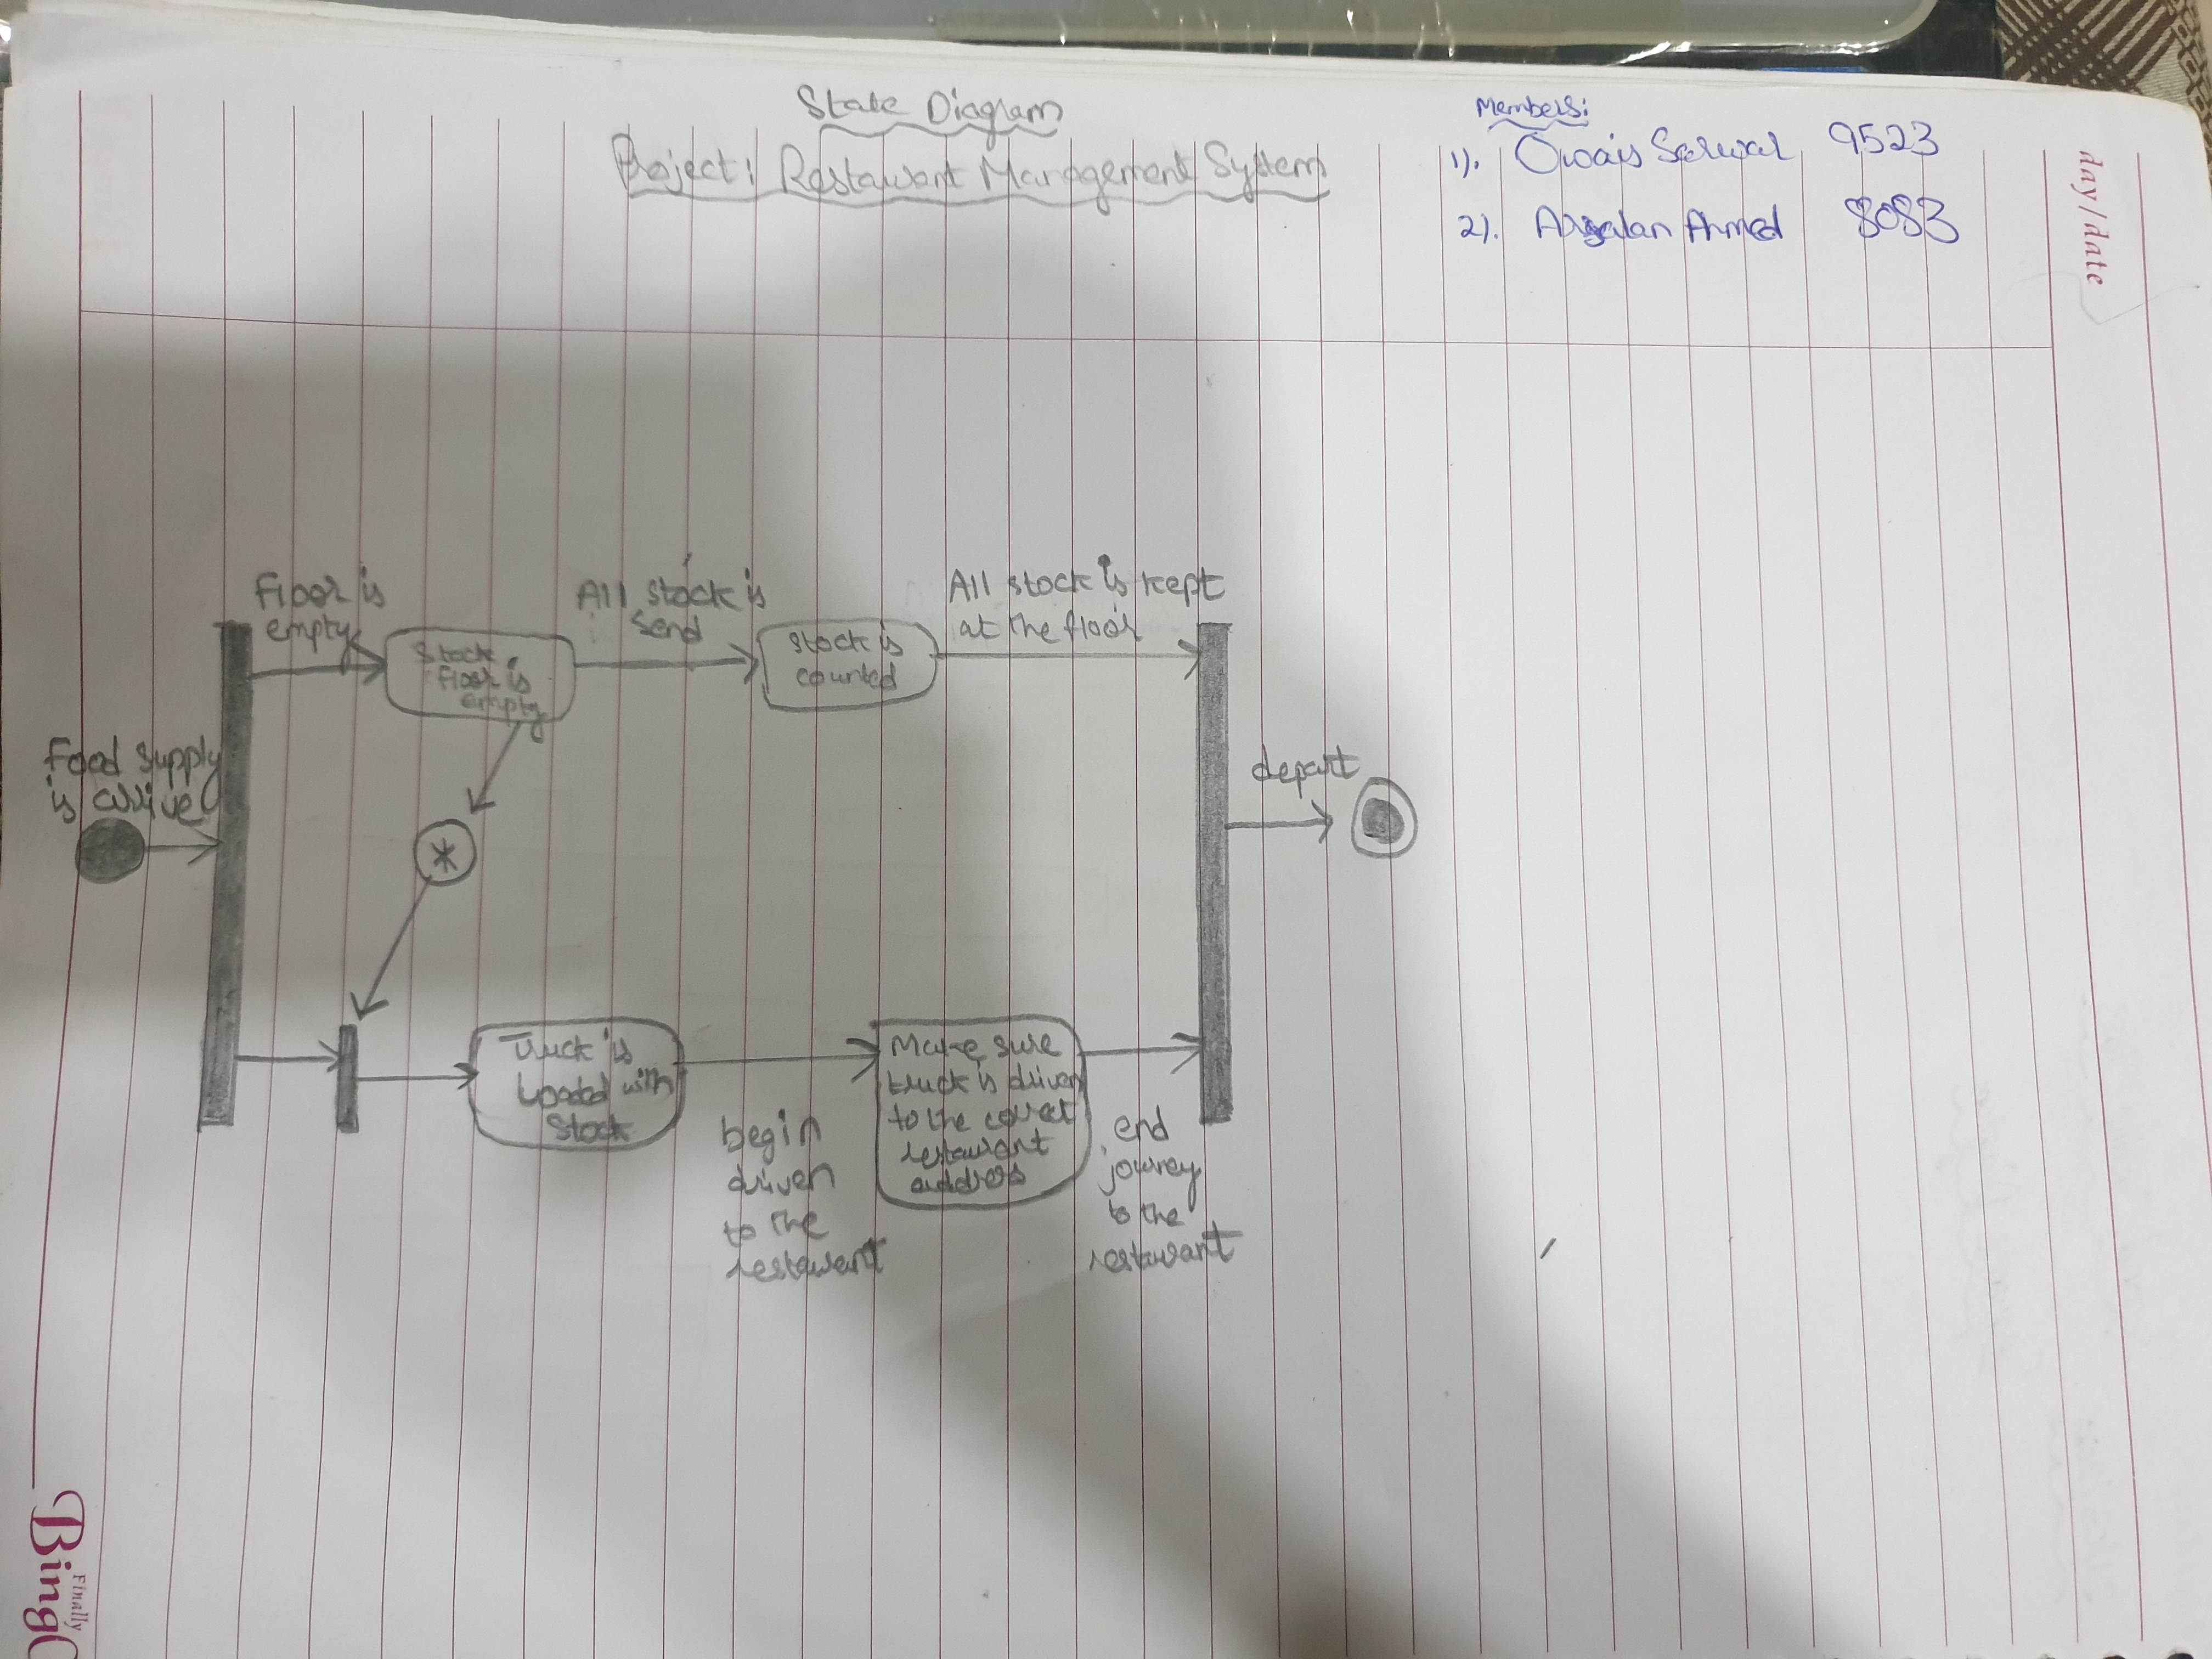 State Diagram
Project: Restaurant Management System
Members:
1). Owais Serwar 9523
2). Ahmed 8083
Food supply
is arrived
Floor is
empty
Stock
floor is
empty
All stock is
send
Stock is
counted
All stock is kept
at the floor
*
Truck is
Loaded with
Stock
begin
driven
to the
restaurant
Make sure
truck is driven
to the correct
restaurant
address
end
journey
to the
restaurant
depart
day/date
Finally
Bing